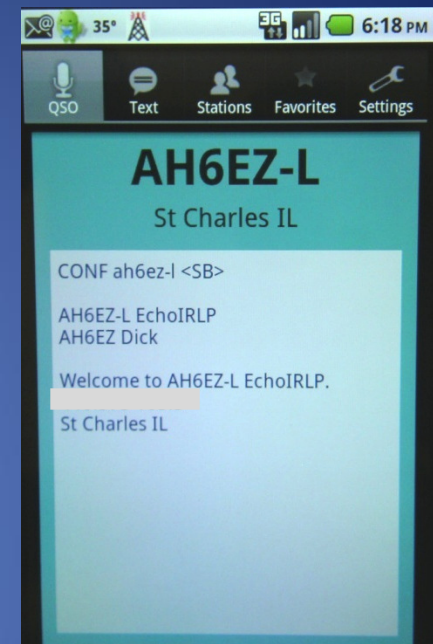 35°
3G
6:18 PM
QSO
Text
Stations
Favorites
Settings
AH6EZ-L
St Charles IL
CONF ah6ez-l <SB>
AH6EZ-L EchoIRLP
AH6EZ Dick
Welcome to AH6EZ-L EchoIRLP.
St Charles IL